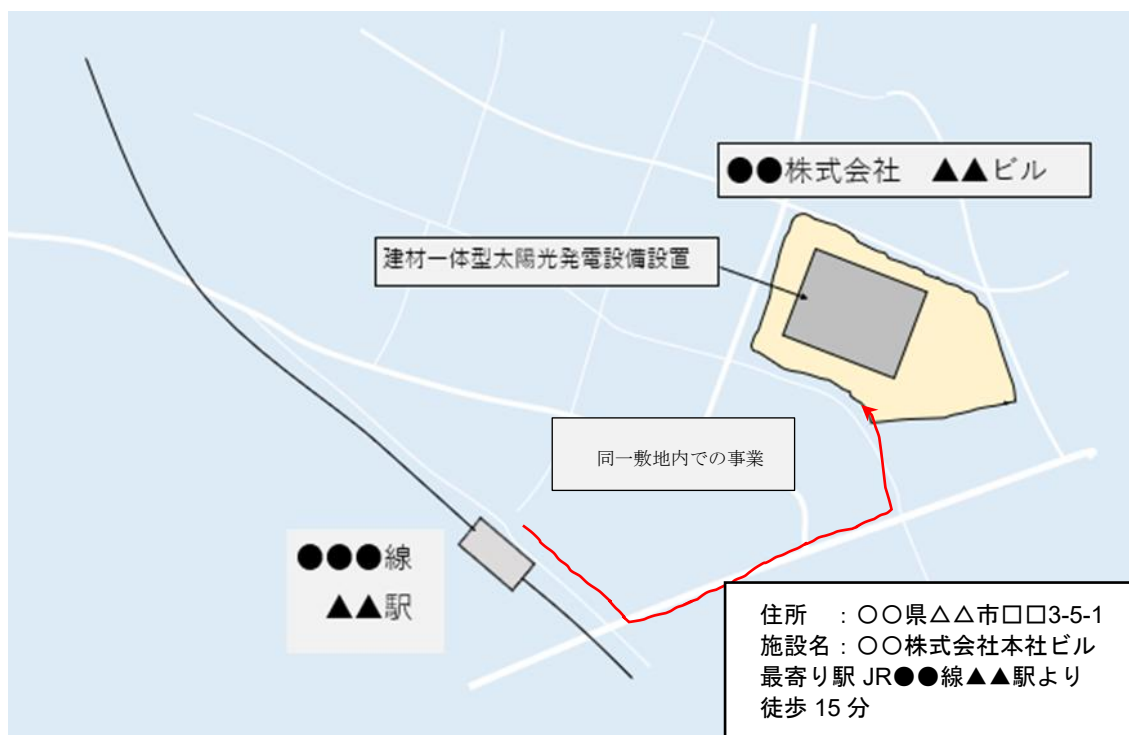 ●●株式会社　▲▲ビル
建材一体型太陽光発電設備設置
同一敷地内での事業
●●●線
▲▲駅
住所　：〇〇県△△市□□3-5-1
施設名：〇〇株式会社本社ビル
最寄り駅 JR●●線▲▲駅より
徒歩 15 分